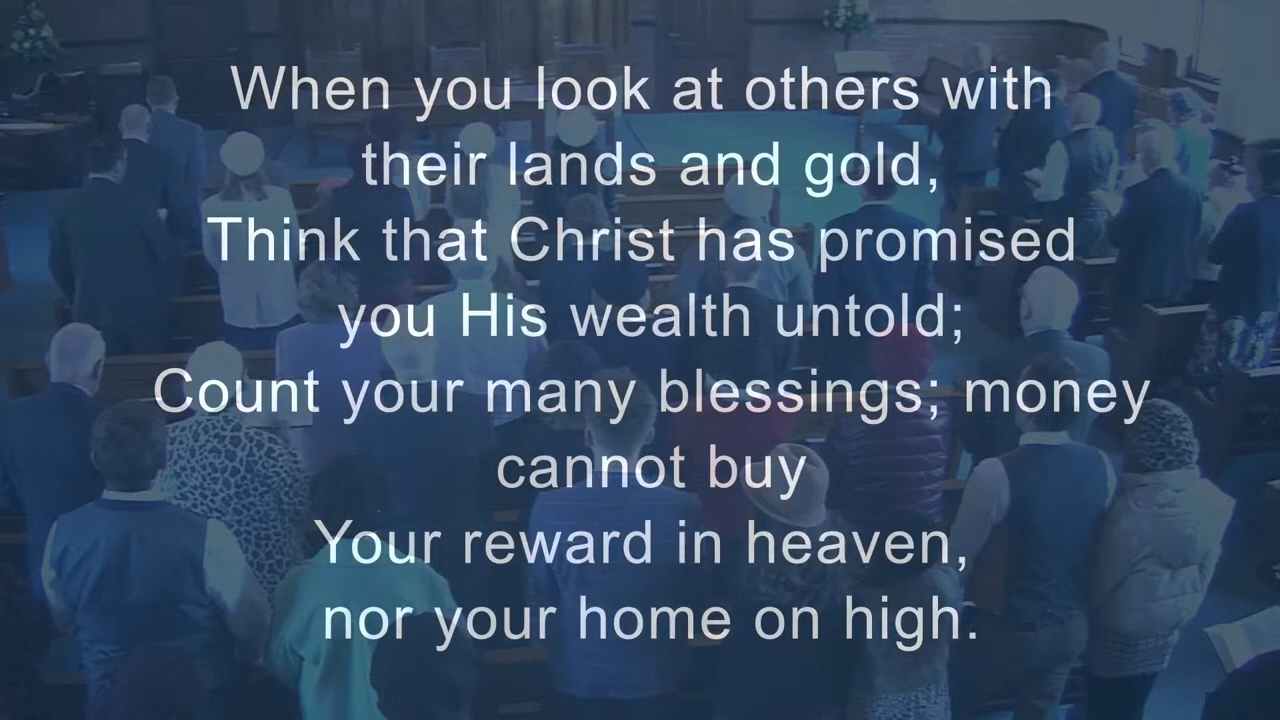 When you look at others with
their lands and gold,
Think that Christ has promised
you His wealth untold;
Count your many blessings; money
cannot buy
Your reward in heaven,
nor your home on high.